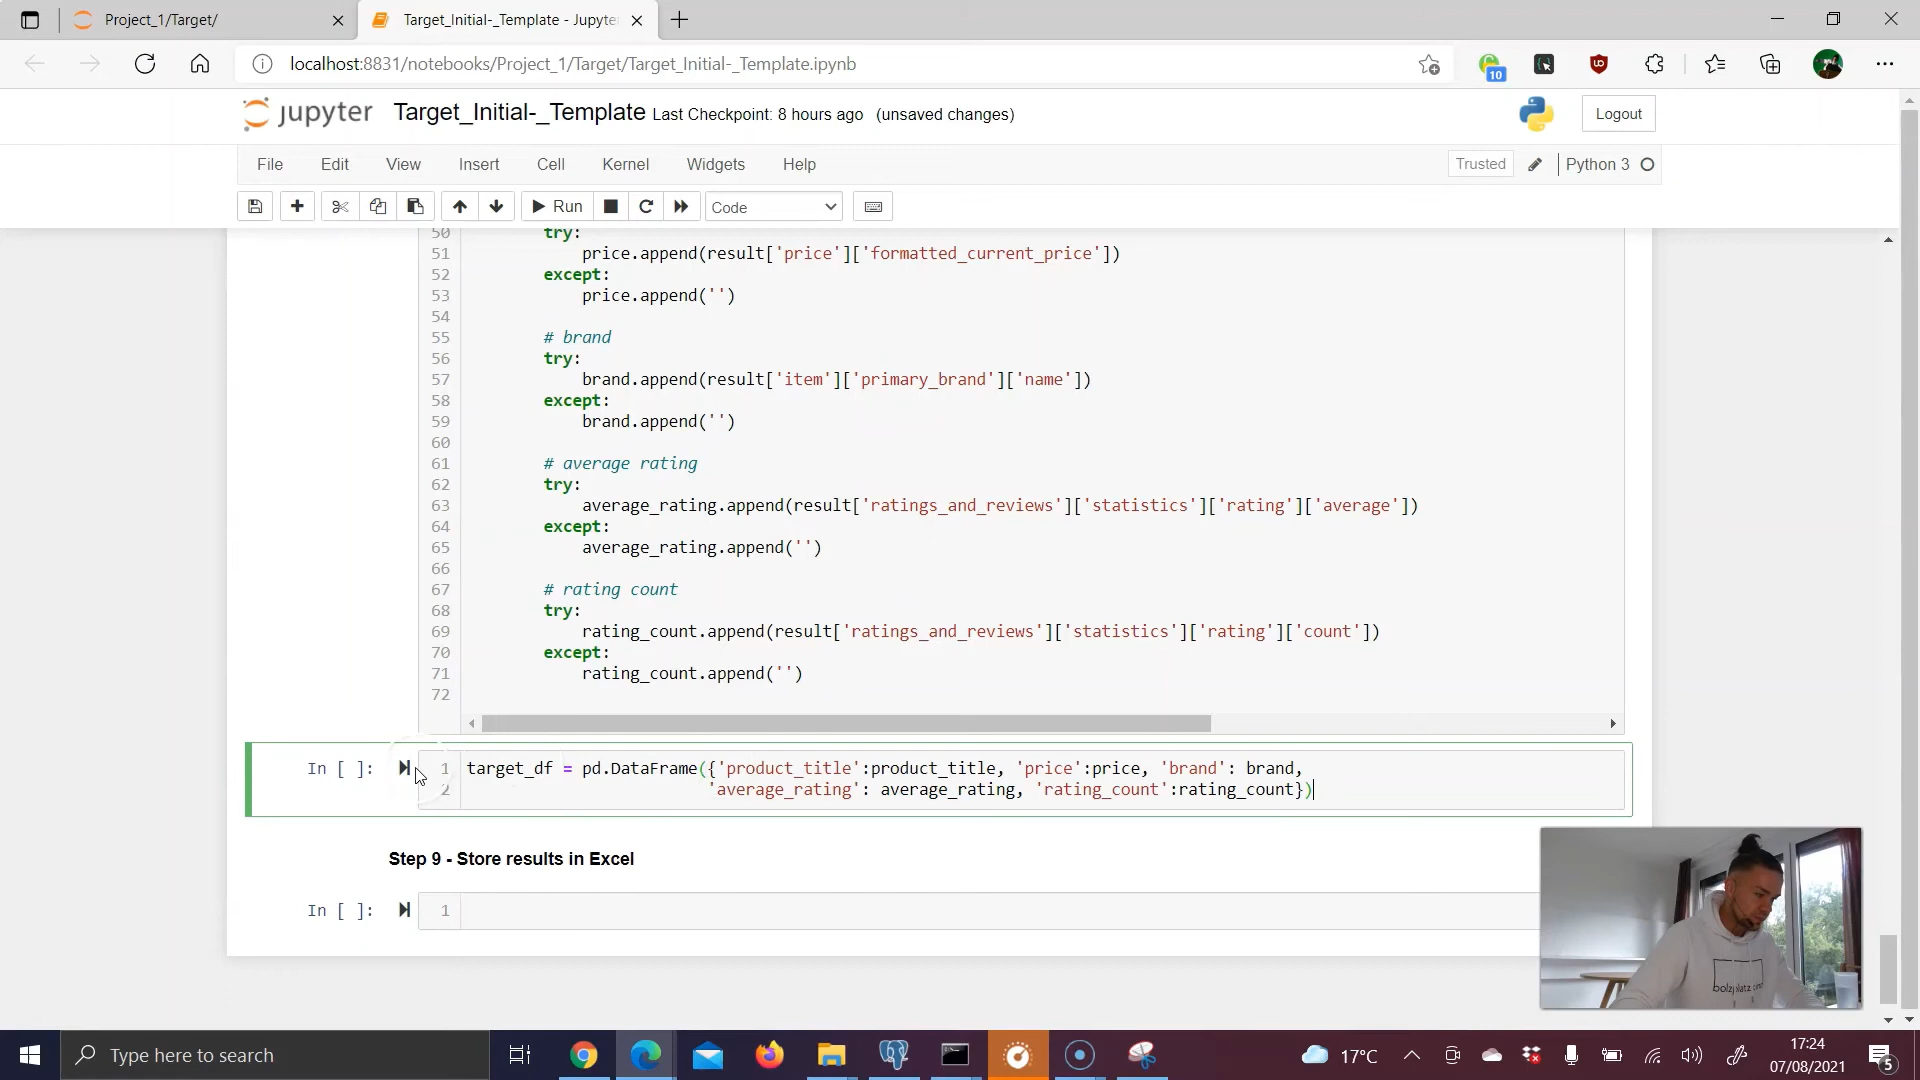 Project_1/Target/
Target_Initial-_Template - Jupyte
localhost:8831/notebooks/Project_1/Target/Target_Initial-_Template.ipynb
10
jupyter Target_Initial-_Template Last Checkpoint: 8 hours ago (unsaved changes)
Logout
File Edit View Insert Cell Kernel Widgets Help
Trusted
Python 3
Run
Code
50 try:
51 price.append(result['price']['formatted_current_price'])
52 except:
53 price.append('')
54
55 # brand
56 try:
57 brand.append(result['item']['primary_brand']['name'])
58 except:
59 brand.append('')
60
61 # average rating
62 try:
63 average_rating.append(result['ratings_and_reviews']['statistics']['rating']['average'])
64 except:
65 average_rating.append('')
66
67 # rating count
68 try:
69 rating_count.append(result['ratings_and_reviews']['statistics']['rating']['count'])
70 except:
71 rating_count.append('')
72
In [ ]: 1 target_df = pd.DataFrame({'product_title':product_title, 'price':price, 'brand': brand,
2 'average_rating': average_rating, 'rating_count':rating_count})
Step 9 - Store results in Excel
In [ ]: 1
Type here to search
17°C
17:24
07/08/2021
5